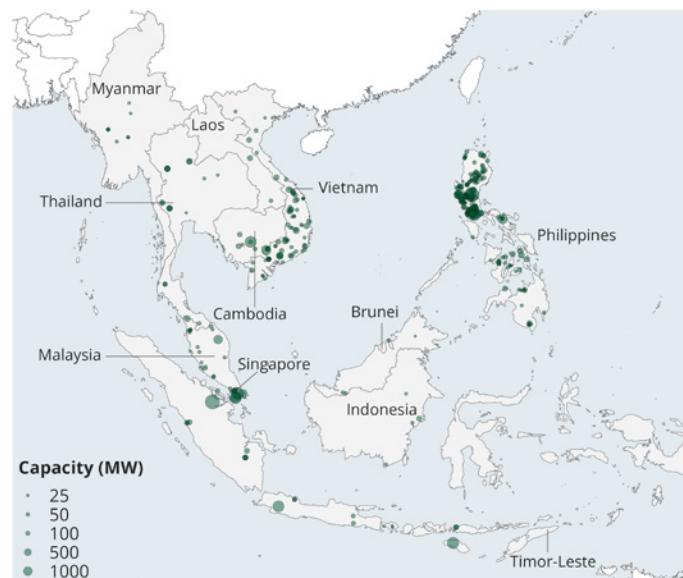 Myanmar
Laos
Thailand
Vietnam
Philippines
Cambodia
Brunei
Malaysia
Singapore
Indonesia
Capacity (MW)
25
50
100
500
1000
Timor-Leste